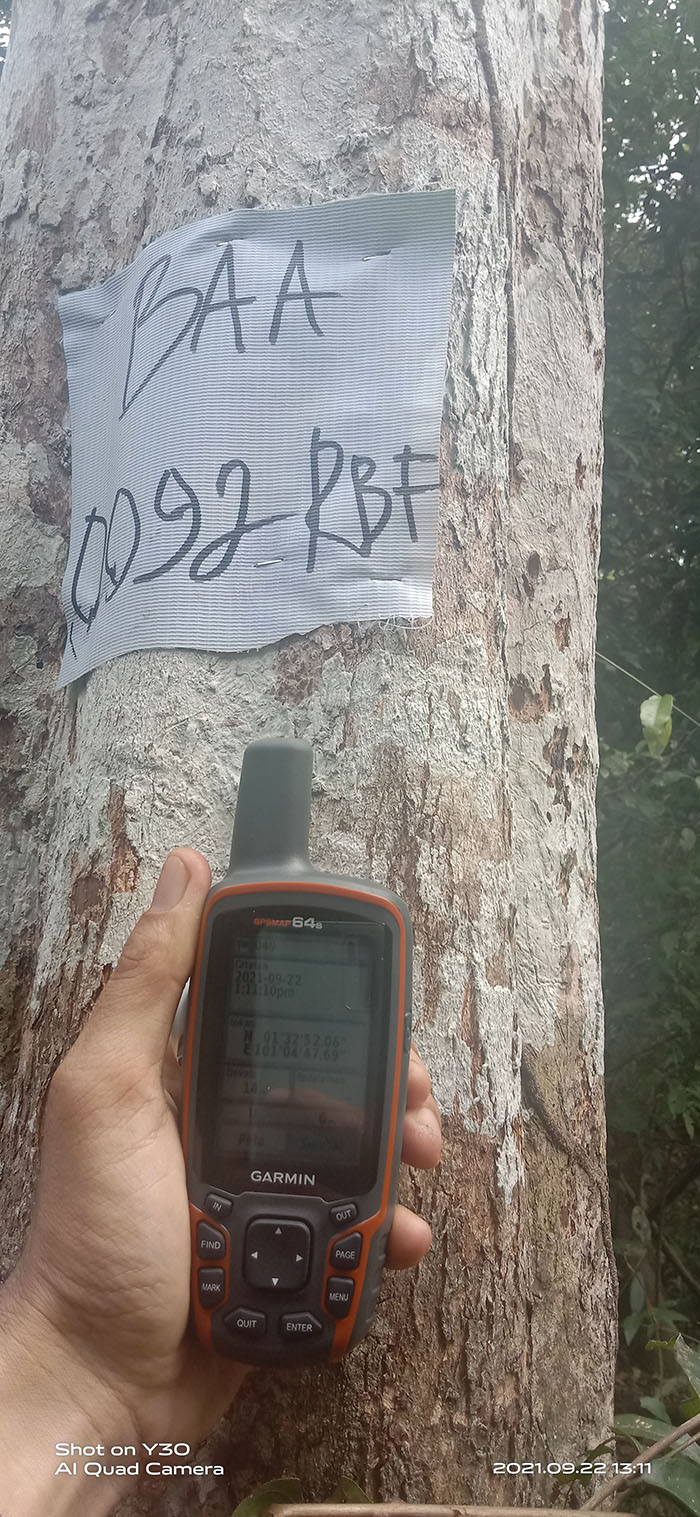 BAA
0092-RBF
GPSMAP 64s
Catatan
2021-09-22
1:11:10pm
N 01°32'52.06"
E101°04'47.69"
GARMIN
IN
OUT
FIND
PAGE
MARK
MENU
QUIT
ENTER
Shot on Y30
AI Quad Camera
2021.09.22 13:11